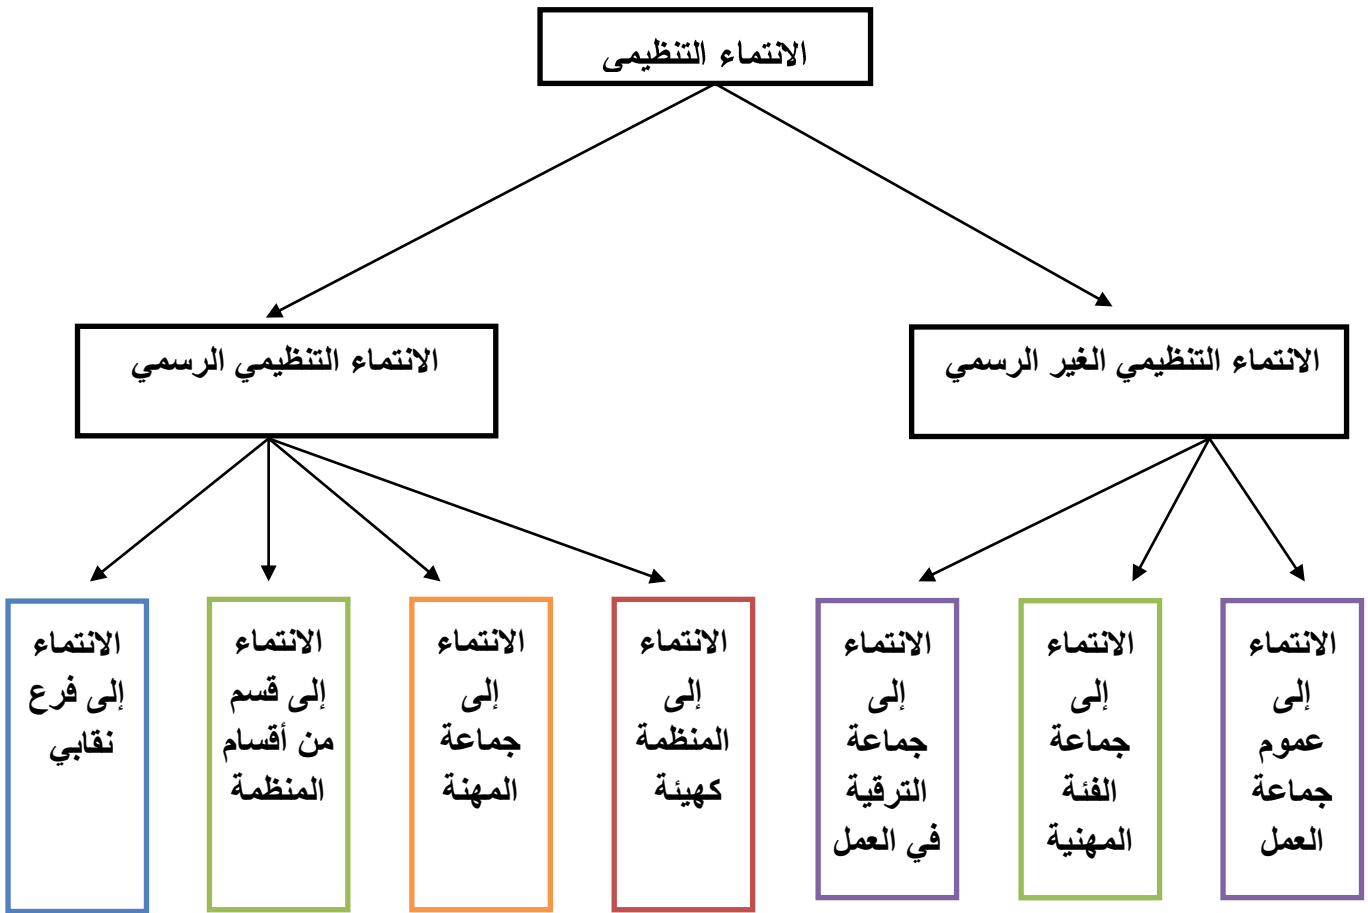 الانتماء التنظيمى
الانتماء التنظيمي الغير الرسمي
الانتماء التنظيمي الرسمي
الانتماء
إلى
عموم
جماعة
العمل
الانتماء
إلى
جماعة
الفئة
المهنية
الانتماء
إلى
جماعة
الترقية
في العمل
الانتماء
إلى
المنظمة
كهيئة
الانتماء
إلى
جماعة
المهنة
الانتماء
إلى قسم
من أقسام
المنظمة
الانتماء
إلى فرع
نقابي